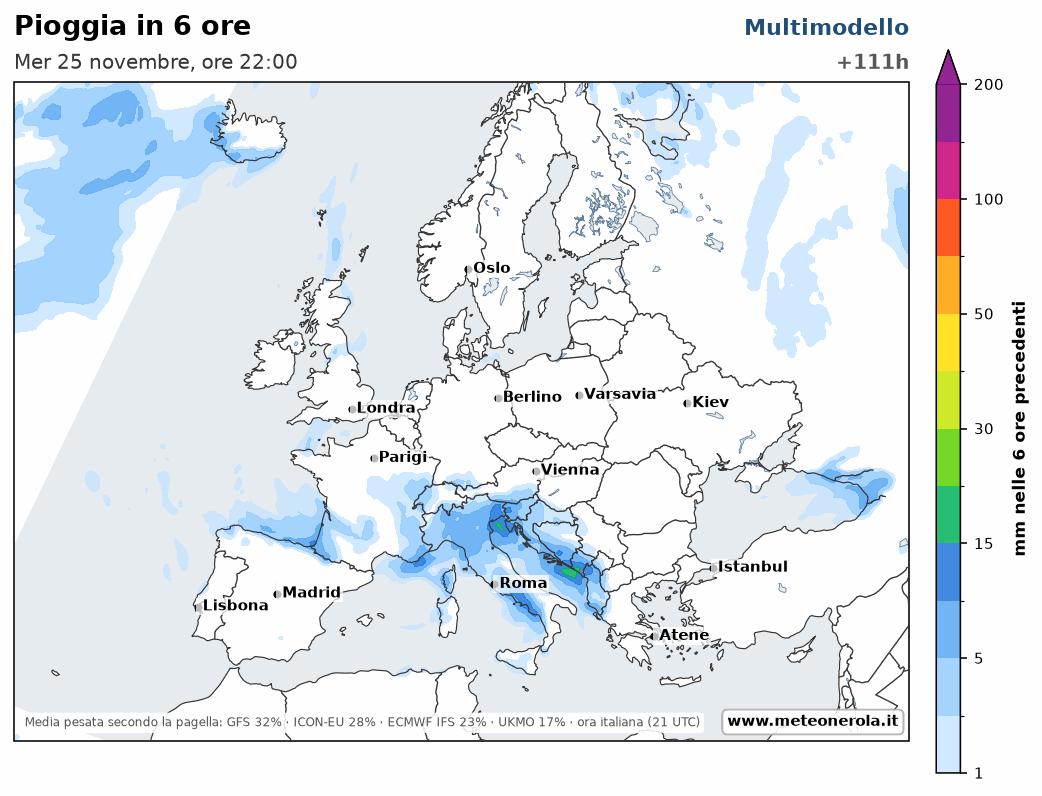 Pioggia in 6 ore
Multimodello
Mer 25 novembre, ore 22:00
+111h
200
100
50
30
15
5
1
mm nelle 6 ore precedenti
Oslo
Londra
Berlino
Varsavia
Kiev
Parigi
Vienna
Istanbul
Roma
Madrid
Lisbona
Atene
Media pesata secondo la pagella: GFS 32% · ICON-EU 28% · ECMWF IFS 23% · UKMO 17% · ora italiana (21 UTC)
www.meteonerola.it